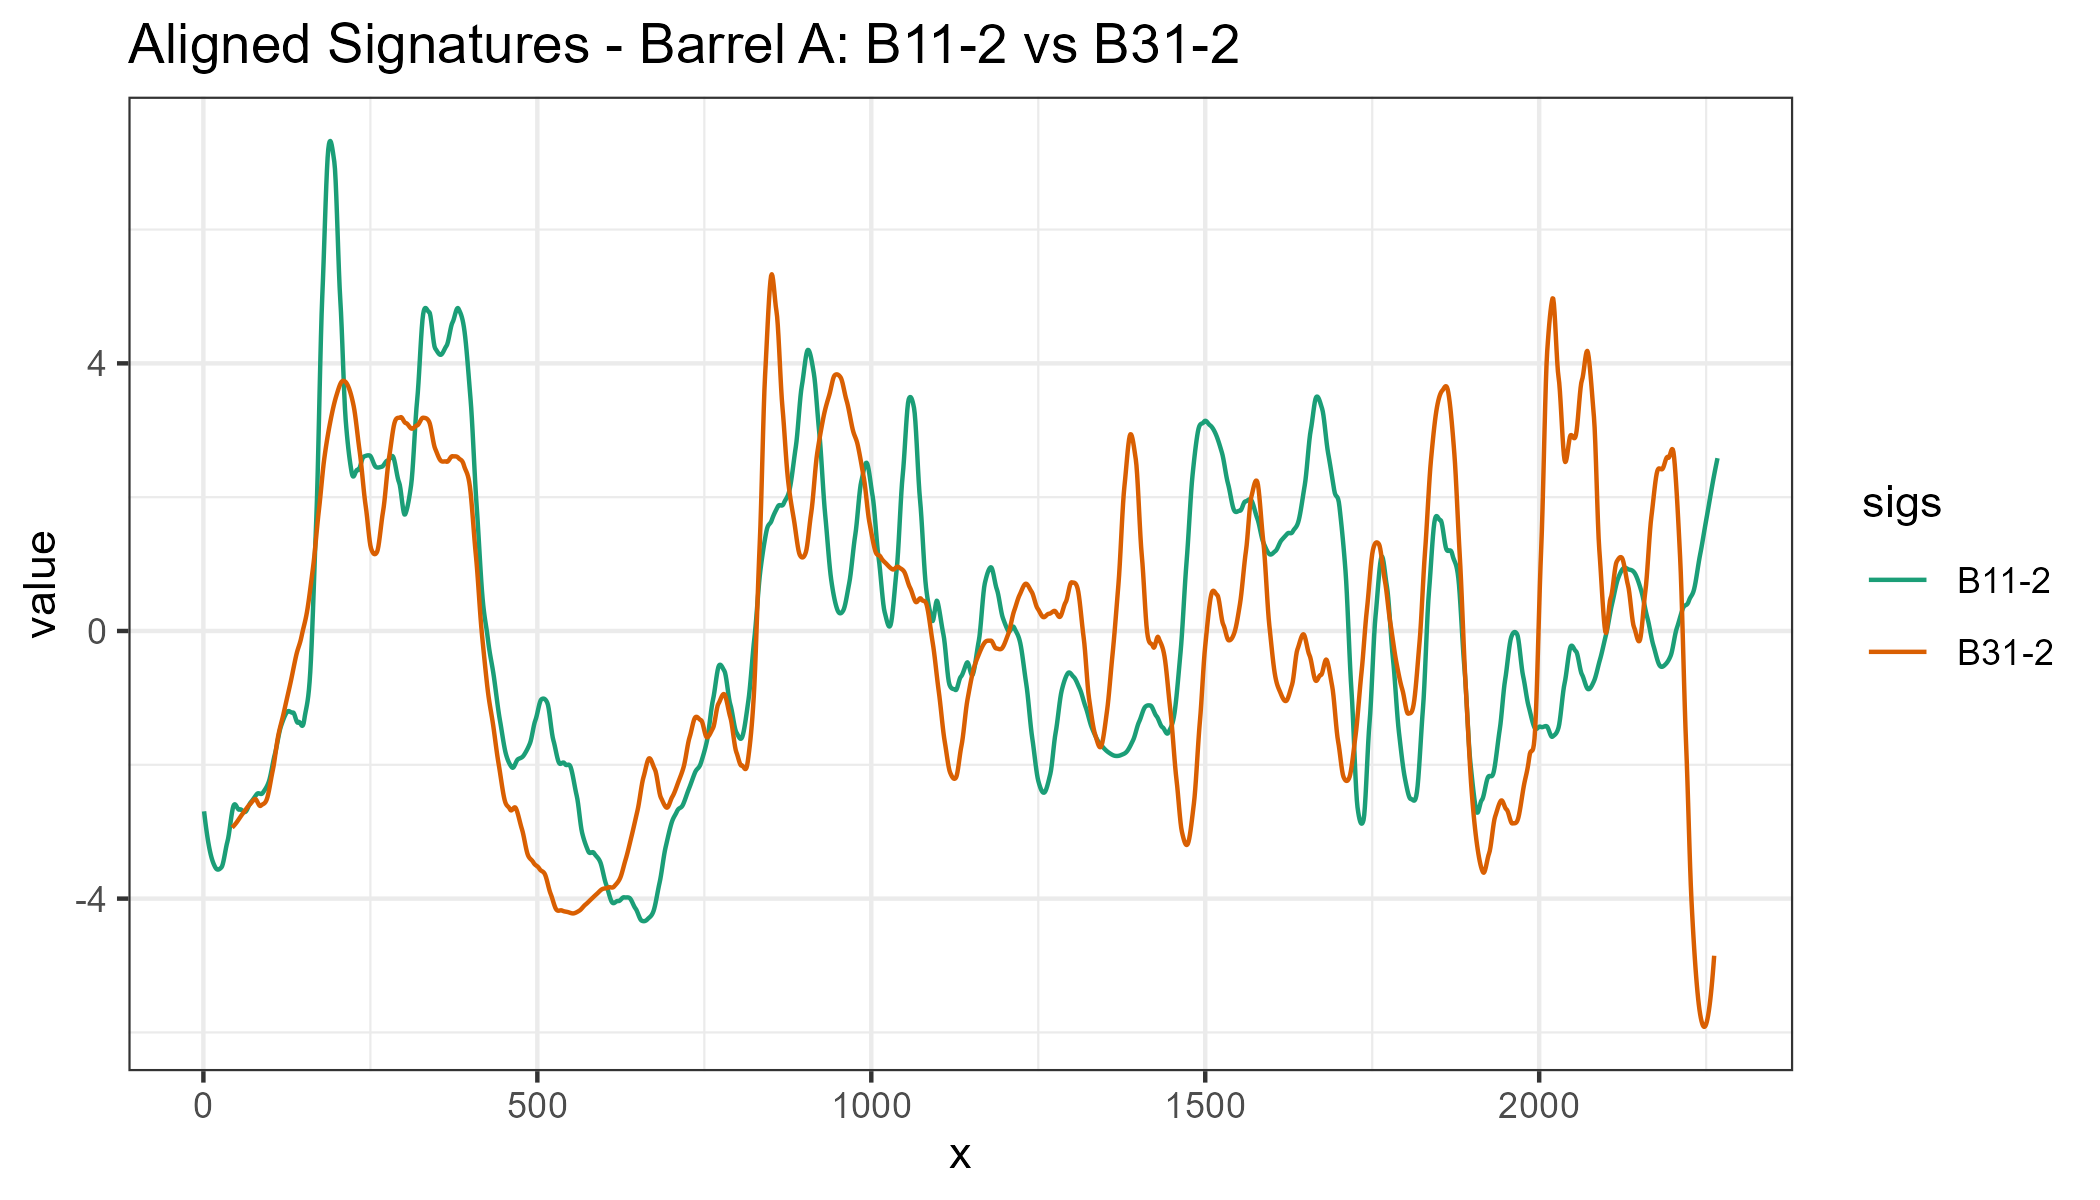 Aligned Signatures - Barrel A: B11-2 vs B31-2
value
4
0
-4
0
500
1000
1500
2000
x
sigs
B11-2
B31-2